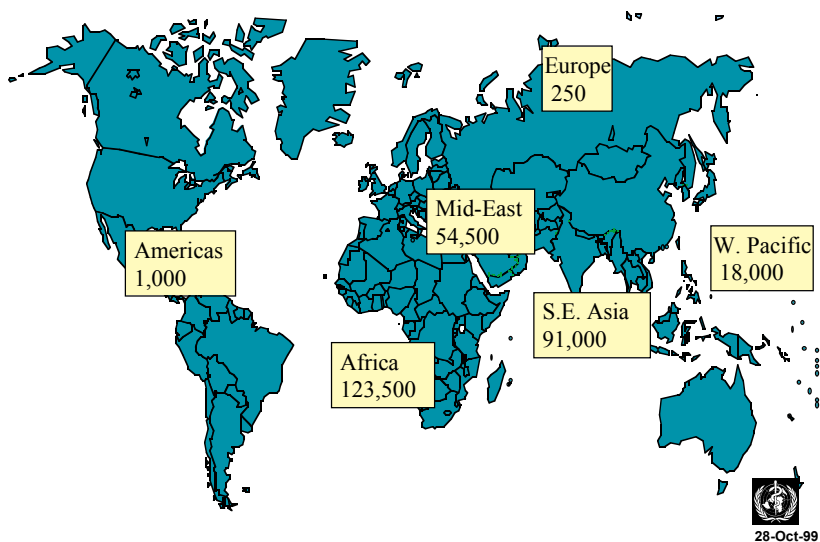 Europe
250
Mid-East
54,500
Americas
1,000
W. Pacific
18,000
S.E. Asia
91,000
Africa
123,500
28-Oct-99